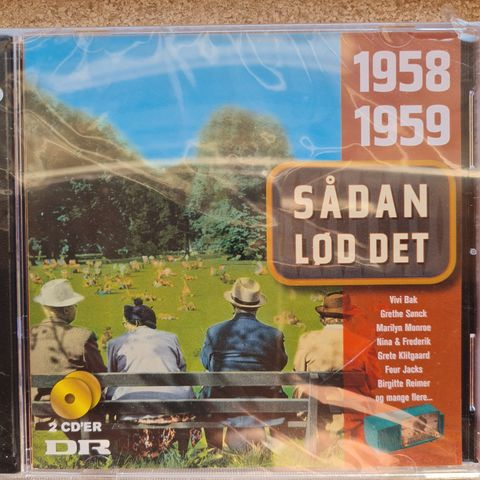 1958
1959
SÅDAN
LØD DET
Vivi Bak
Grethe Sønck
Marilyn Monroe
Nina & Frederik
Grete Klitgaard
Four Jacks
Birgitte Reimer
og mange flere...
2 CD'ER
DR